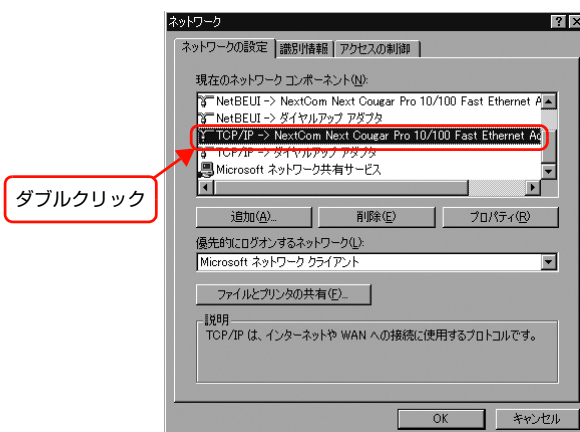 ネットワーク
ネットワークの設定 識別情報 アクセスの制御
現在のネットワーク コンポーネント(N):
NetBEUI -> NextCom Next Cougar Pro 10/100 Fast Ethernet A
NetBEUI -> ダイヤルアップ アダプタ
TCP/IP -> NextCom Next Cougar Pro 10/100 Fast Ethernet Ad
TCP/IP -> ダイヤルアップ アダプタ
Microsoft ネットワーク共有サービス
ダブルクリック
追加(A)... 削除(E) プロパティ(R)
優先的にログオンするネットワーク(L):
Microsoft ネットワーク クライアント
ファイルとプリンタの共有(F)...
説明
TCP/IP は、インターネットや WAN への接続に使用するプロトコルです。
OK キャンセル